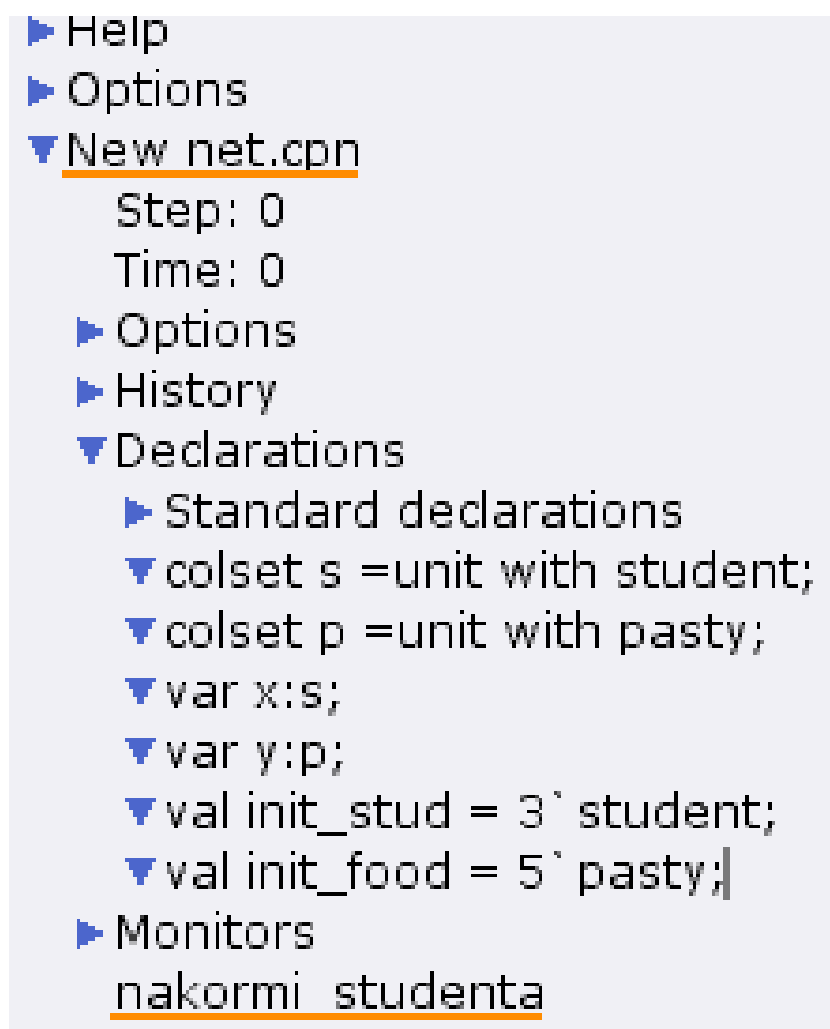 Help
Options
New net.cpn
Step: 0
Time: 0
Options
History
Declarations
Standard declarations
colset s =unit with student;
colset p =unit with pasty;
var x:s;
var y:p;
val init_stud = 3`student;
val init_food = 5`pasty;
Monitors
nakormi_studenta